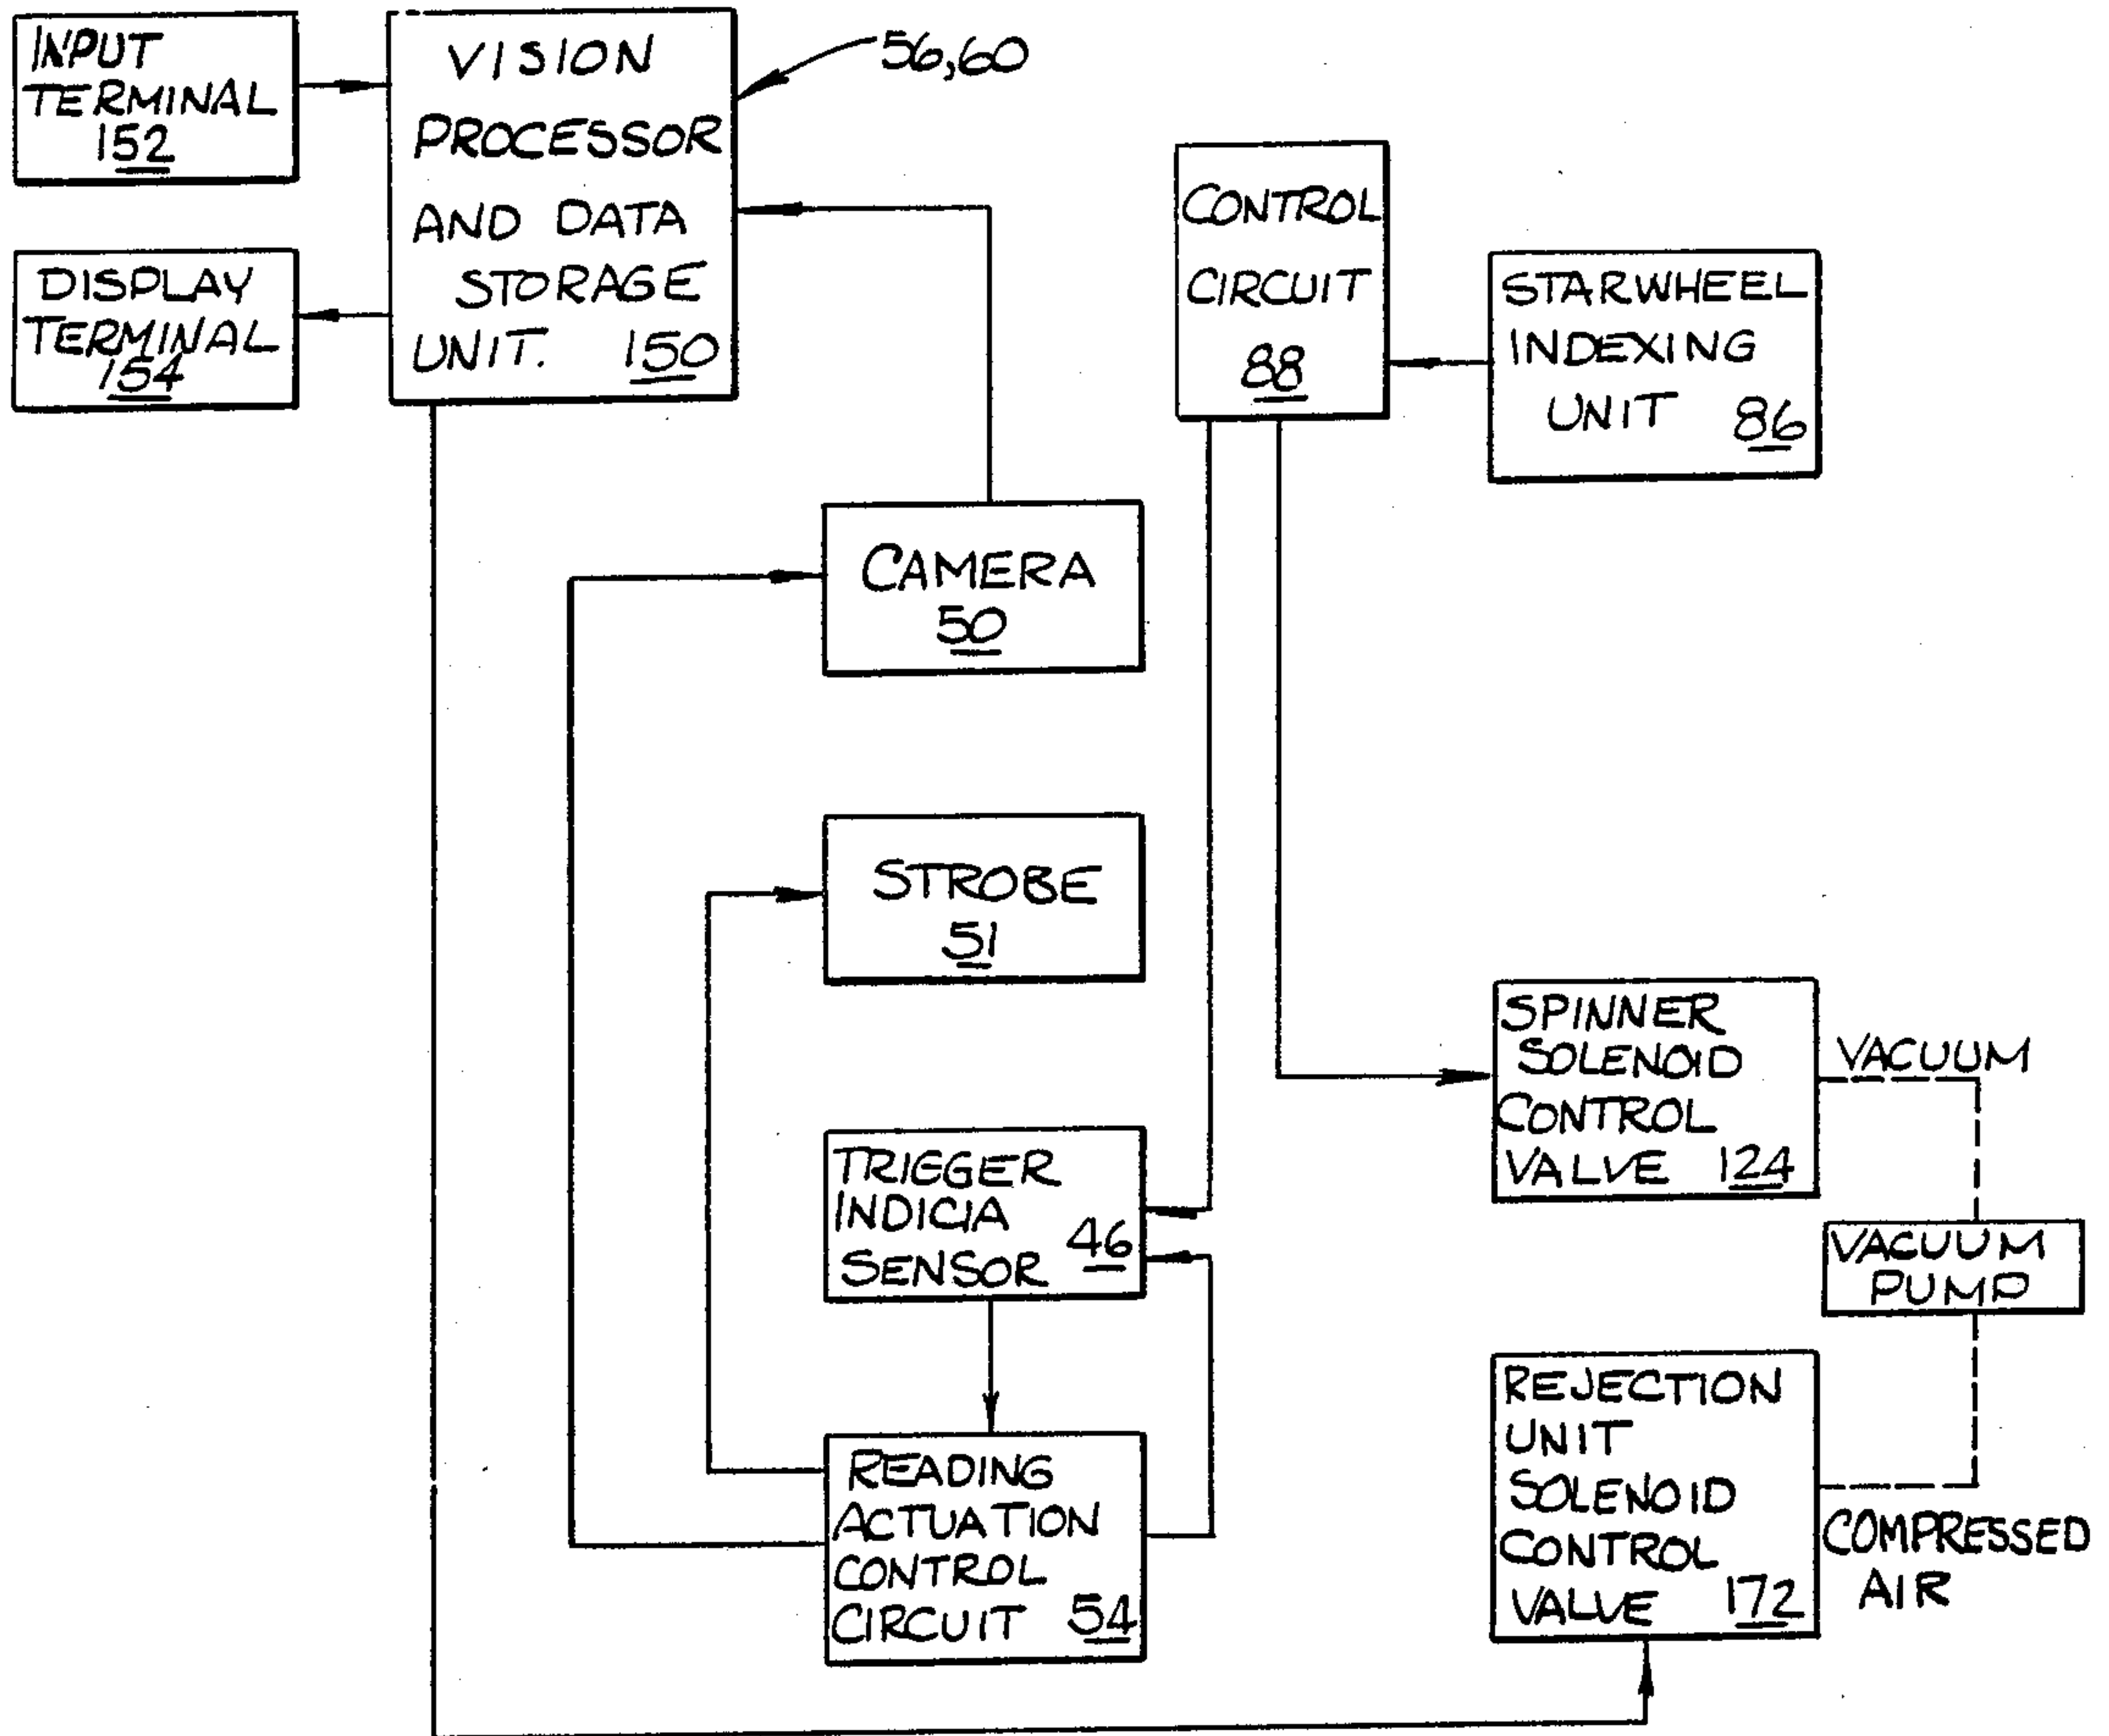 INPUT
TERMINAL
152
VISION
PROCESSOR
AND DATA
STORAGE
UNIT. 150
56,60
DISPLAY
TERMINAL
154
CONTROL
CIRCUIT
88
STARWHEEL
INDEXING
UNIT 86
CAMERA
50
STROBE
51
TRIGGER
INDICIA
SENSOR 46
READING
ACTUATION
CONTROL
CIRCUIT 54
SPINNER
SOLENOID
CONTROL
VALVE 124
VACUUM
VACUUM
PUMP
REJECTION
UNIT
SOLENOID
CONTROL
VALVE 172
COMPRESSED
AIR